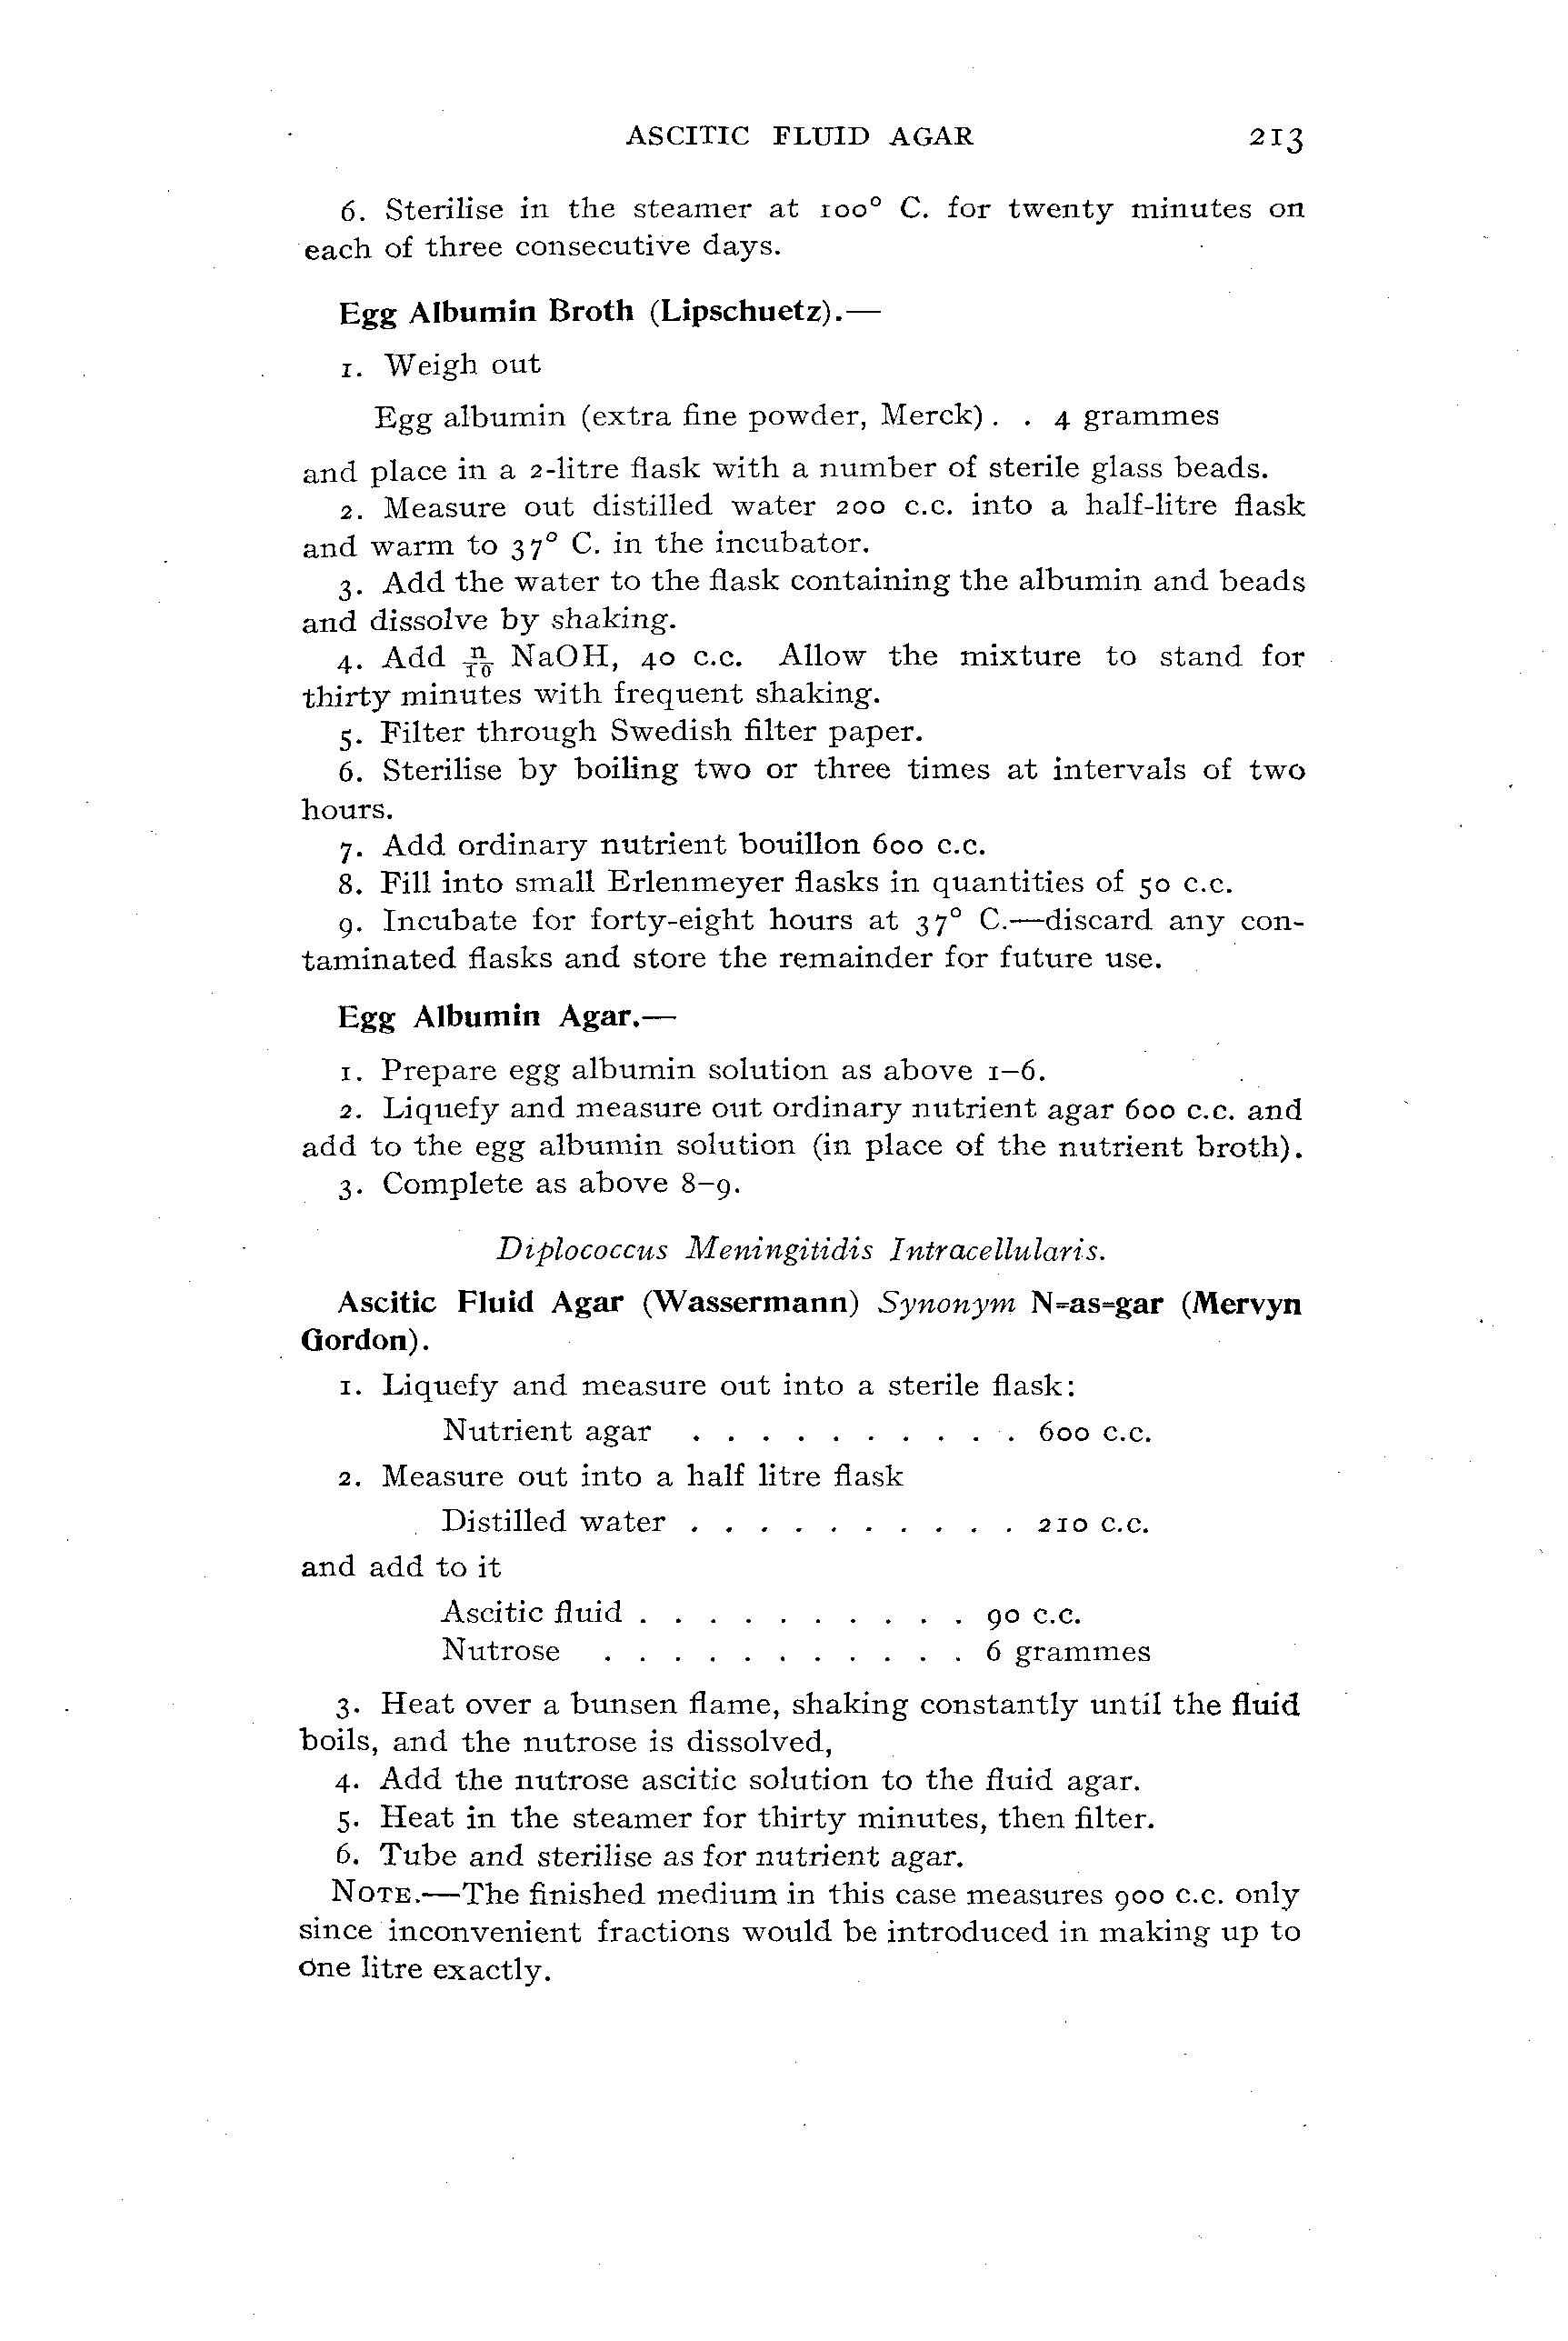 ASCITIC FLUID AGAR 213
6. Sterilise in the steamer at 100° C. for twenty minutes on
each of three consecutive days.
Egg Albumin Broth (Lipschuetz).—
1. Weigh out
Egg albumin (extra fine powder, Merck) . . 4 grammes
and place in a 2-litre flask with a number of sterile glass beads.
2. Measure out distilled water 200 c.c. into a half-litre flask
and warm to 37° C. in the incubator.
3. Add the water to the flask containing the albumin and beads
and dissolve by shaking.
4. Add n/10 NaOH, 40 c.c. Allow the mixture to stand for
thirty minutes with frequent shaking.
5. Filter through Swedish filter paper.
6. Sterilise by boiling two or three times at intervals of two
hours.
7. Add ordinary nutrient bouillon 600 c.c.
8. Fill into small Erlenmeyer flasks in quantities of 50 c.c.
9. Incubate for forty-eight hours at 37° C.—discard any con-
taminated flasks and store the remainder for future use.
Egg Albumin Agar.—
1. Prepare egg albumin solution as above 1–6.
2. Liquefy and measure out ordinary nutrient agar 600 c.c. and
add to the egg albumin solution (in place of the nutrient broth).
3. Complete as above 8–9.
Diplococcus Meningitidis Intracellularis.
Ascitic Fluid Agar (Wassermann) Synonym N=as=gar (Mervyn
Gordon).
1. Liquefy and measure out into a sterile flask:
Nutrient agar . . . . . . . . . . 600 c.c.
2. Measure out into a half litre flask
Distilled water . . . . . . . . . . 210 c.c.
and add to it
Ascitic fluid . . . . . . . . . . 90 c.c.
Nutrose . . . . . . . . . . . 6 grammes
3. Heat over a bunsen flame, shaking constantly until the fluid
boils, and the nutrose is dissolved,
4. Add the nutrose ascitic solution to the fluid agar.
5. Heat in the steamer for thirty minutes, then filter.
6. Tube and sterilise as for nutrient agar.
NOTE.—The finished medium in this case measures 900 c.c. only
since inconvenient fractions would be introduced in making up to
one litre exactly.